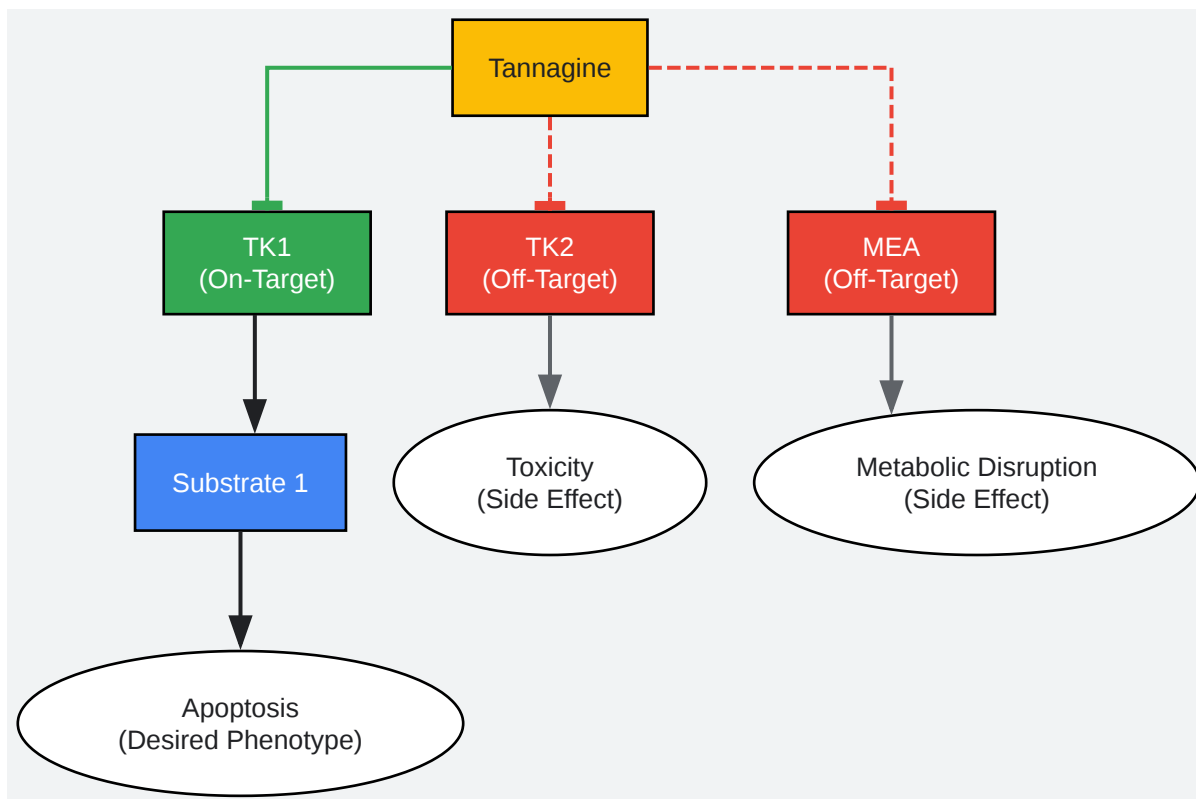 Tannagine
TK1
(On-Target)
TK2
(Off-Target)
MEA
(Off-Target)
Substrate 1
Toxicity
(Side Effect)
Metabolic Disruption
(Side Effect)
Apoptosis
(Desired Phenotype)